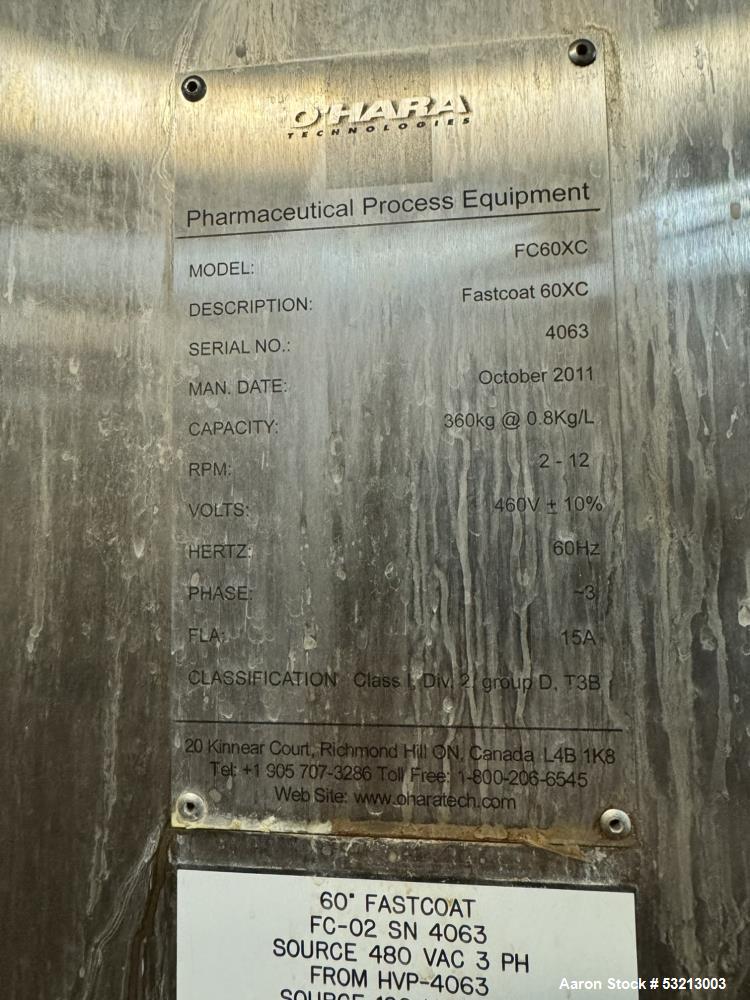 O'HARA
TECHNOLOGIES
Pharmaceutical Process Equipment
MODEL: FC60XC
DESCRIPTION: Fastcoat 60XC
SERIAL NO.: 4063
MAN. DATE: October 2011
CAPACITY: 360kg @ 0.8Kg/L
RPM: 2 - 12
VOLTS: 460V ± 10%
HERTZ: 60Hz
PHASE: ~3
FLA: 15A
CLASSIFICATION Class I, Div. 2, group D, T3B
20 Kinnear Court, Richmond Hill ON, Canada L4B 1K8
Tel: +1 905 707-3286 Toll Free: 1-800-206-6545
Web Site: www.oharatech.com
60" FASTCOAT
FC-02 SN 4063
SOURCE 480 VAC 3 PH
FROM HVP-4063
SOURCE
Aaron Stock # 53213003